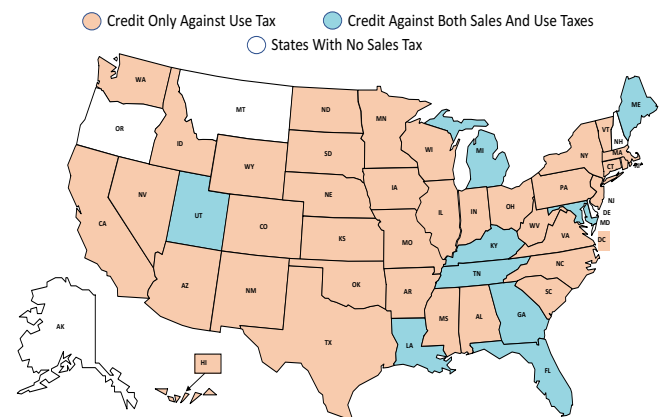 Credit Only Against Use Tax Credit Against Both Sales And Use Taxes
States With No Sales Tax
WA
MT
ND
MN
ME
OR
ID
WY
SD
WI
MI
VT
NH
NY
MA
CT
NV
UT
CO
NE
IA
IL
IN
OH
PA
NJ
DE
MD
CA
KS
MO
KY
WV
VA
DC
AZ
NM
OK
AR
TN
NC
SC
TX
LA
MS
AL
GA
FL
AK
HI